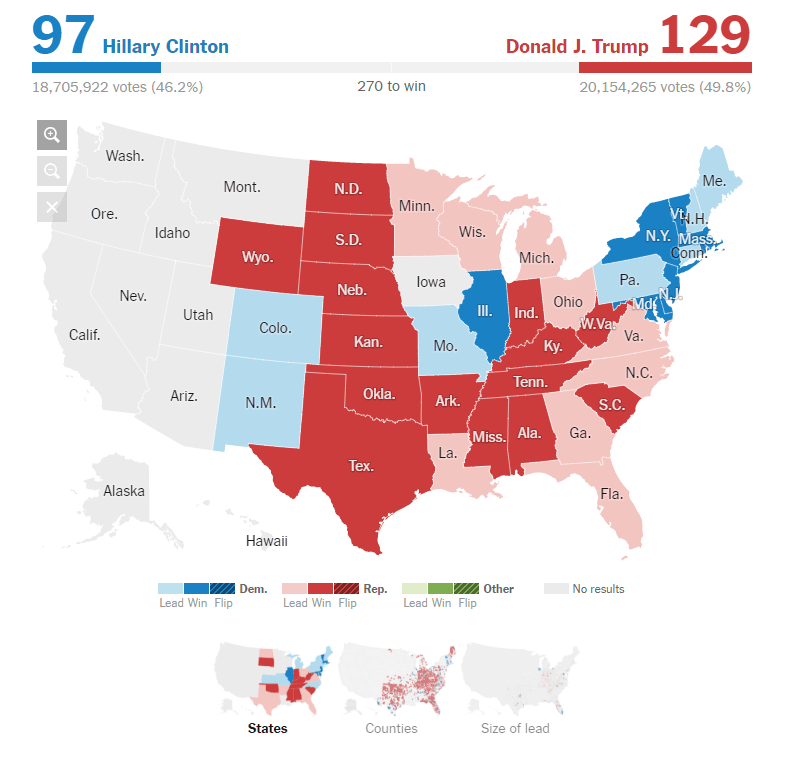 97 Hillary Clinton
Donald J. Trump 129
18,705,922 votes (46.2%)
270 to win
20,154,265 votes (49.8%)
Wash.
Mont.
N.D.
Minn.
Me.
Ore.
Idaho
S.D.
Wis.
Mich.
Vt.
N.H.
N.Y.
Mass.
Conn.
Wyo.
Neb.
Iowa
Pa.
N.J.
Nev.
Utah
Colo.
Ill.
Ind.
Ohio
Md.
Calif.
Kan.
Mo.
W.Va.
Va.
Ky.
Ariz.
N.M.
Okla.
Ark.
Tenn.
N.C.
S.C.
Tex.
La.
Miss.
Ala.
Ga.
Fla.
Alaska
Hawaii
Dem.
Rep.
Other
No results
Lead Win Flip
Lead Win Flip
Lead Win Flip
States
Counties
Size of lead